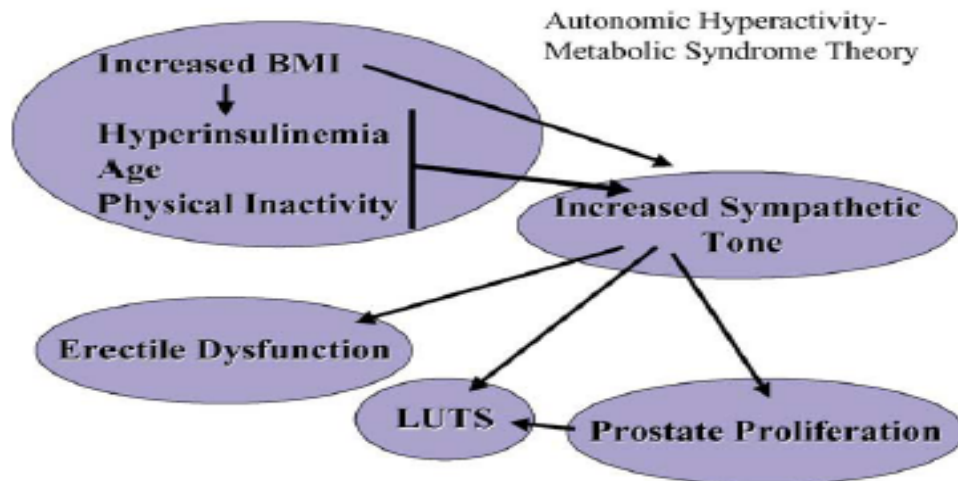 Autonomic Hyperactivity-
Metabolic Syndrome Theory
Increased BMI
Hyperinsulinemia
Age
Physical Inactivity
Increased Sympathetic
Tone
Erectile Dysfunction
LUTS
Prostate Proliferation